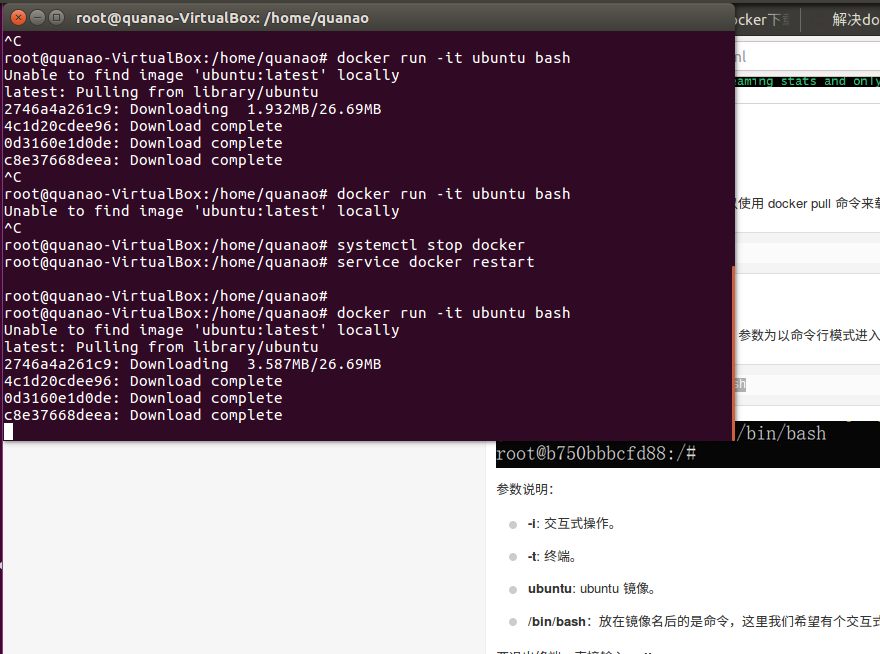 root@quanao-VirtualBox: /home/quanao
ocker下
解决do
^C
root@quanao-VirtualBox:/home/quanao# docker run -it ubuntu bash
Unable to find image 'ubuntu:latest' locally
latest: Pulling from library/ubuntu
2746a4a261c9: Downloading  1.932MB/26.69MB
4c1d20cdee96: Download complete
0d3160e1d0de: Download complete
c8e37668deea: Download complete
^C
root@quanao-VirtualBox:/home/quanao# docker run -it ubuntu bash
Unable to find image 'ubuntu:latest' locally
^C
root@quanao-VirtualBox:/home/quanao# systemctl stop docker
root@quanao-VirtualBox:/home/quanao# service docker restart
root@quanao-VirtualBox:/home/quanao#
root@quanao-VirtualBox:/home/quanao# docker run -it ubuntu bash
Unable to find image 'ubuntu:latest' locally
latest: Pulling from library/ubuntu
2746a4a261c9: Downloading  3.587MB/26.69MB
4c1d20cdee96: Download complete
0d3160e1d0de: Download complete
c8e37668deea: Download complete
nl
eaming stats and only
使用 docker pull 命令来载
参数为以命令行模式进入
sh
/bin/bash
root@b750bbbcfd88:/#
参数说明：
-i: 交互式操作。
-t: 终端。
ubuntu: ubuntu 镜像。
/bin/bash：放在镜像名后的是命令，这里我们希望有个交互式